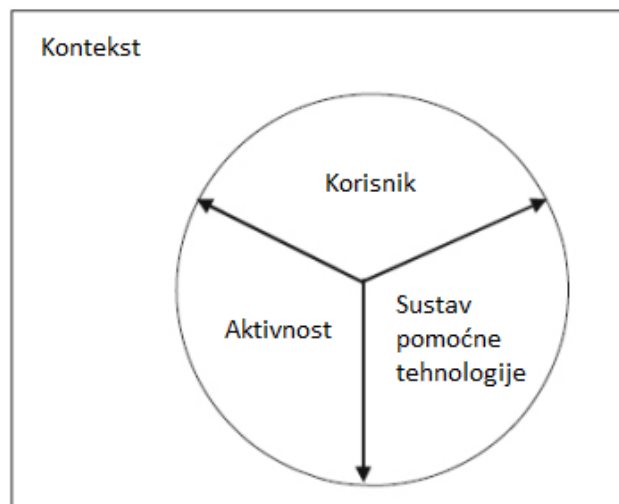 Kontekst
Korisnik
Aktivnost
Sustav
pomoćne
tehnologije